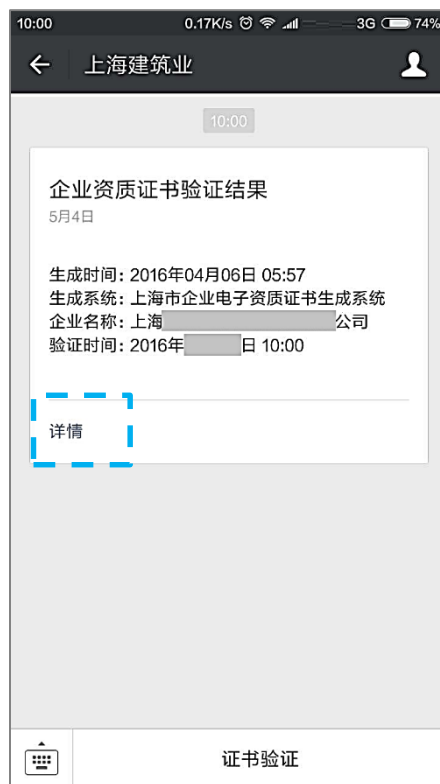 10:00 0.17K/s 3G 74%
上海建筑业
10:00
企业资质证书验证结果
5月4日
生成时间：2016年04月06日 05:57
生成系统：上海市企业电子资质证书生成系统
企业名称：上海 公司
验证时间：2016年 日 10:00
详情
证书验证